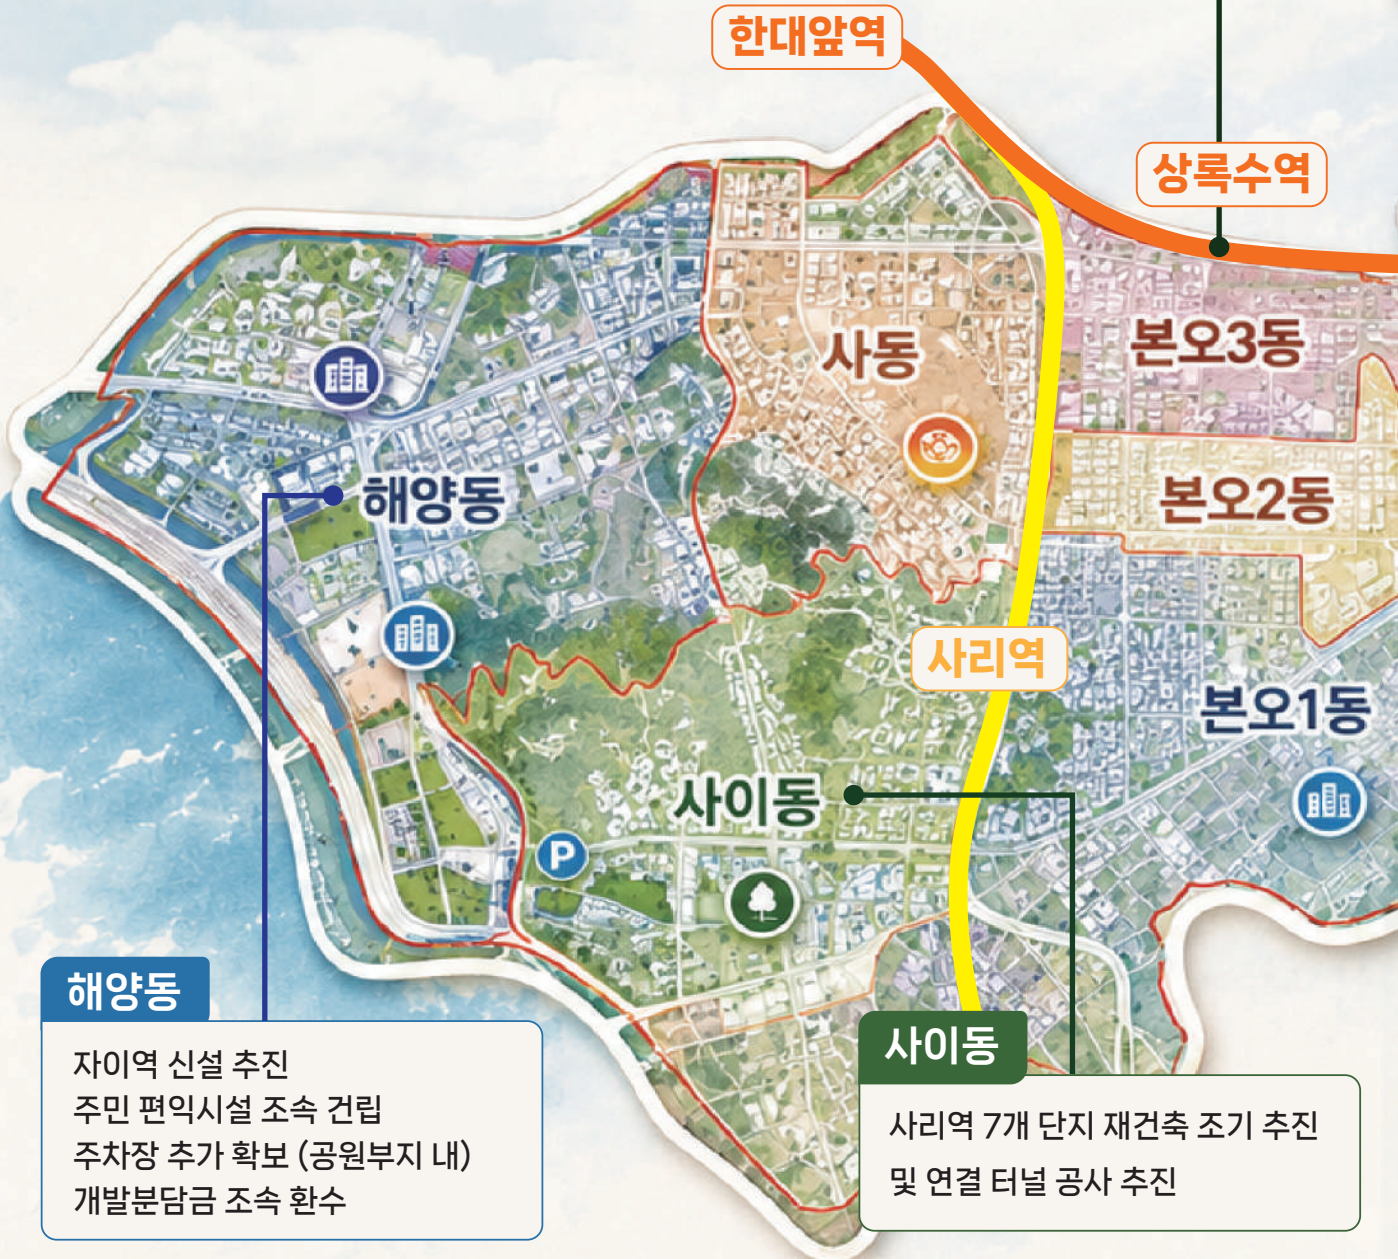 한대앞역
상록수역
사동
본오3동
해양동
본오2동
사리역
본오1동
사이동
P
해양동
자이역 신설 추진
주민 편익시설 조속 건립
주차장 추가 확보 (공원부지 내)
개발분담금 조속 환수
사이동
사리역 7개 단지 재건축 조기 추진
및 연결 터널 공사 추진